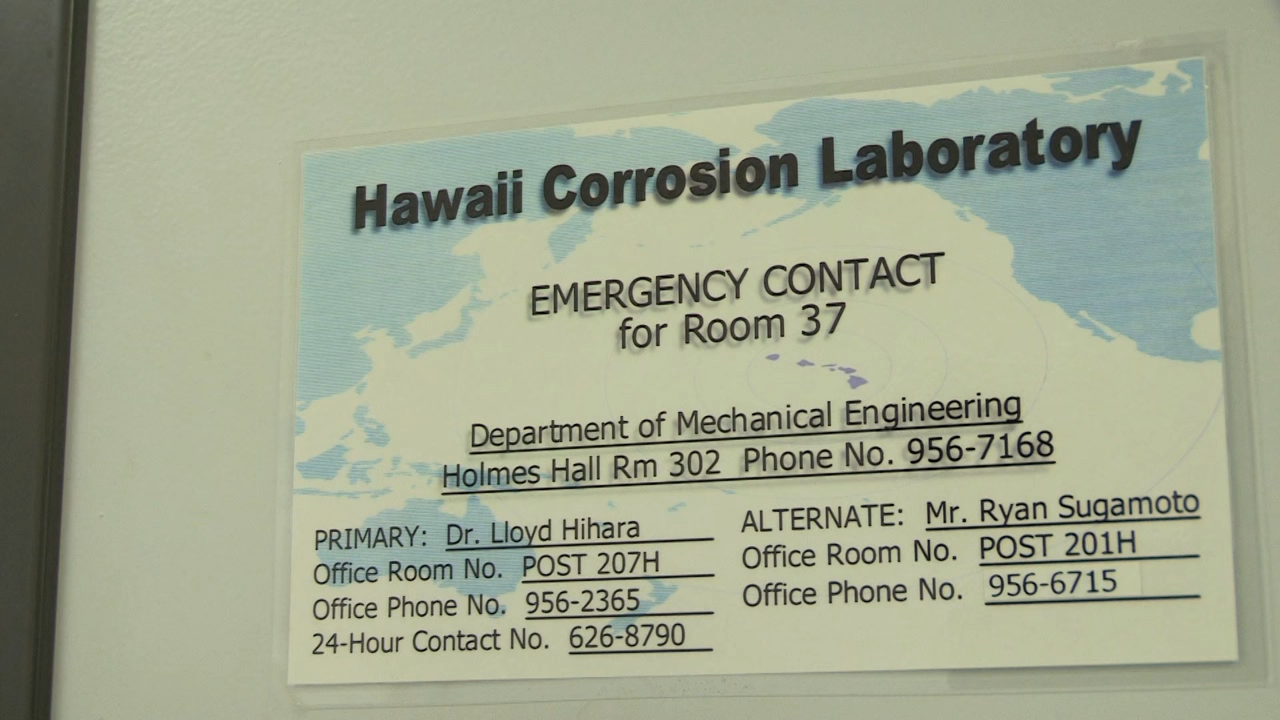 Hawaii Corrosion Laboratory
EMERGENCY CONTACT
for Room 37
Department of Mechanical Engineering
Holmes Hall Rm 302 Phone No. 956-7168
PRIMARY: Dr. Lloyd Hihara
Office Room No. POST 207H
Office Phone No. 956-2365
24-Hour Contact No. 626-8790
ALTERNATE: Mr. Ryan Sugamoto
Office Room No. POST 201H
Office Phone No. 956-6715